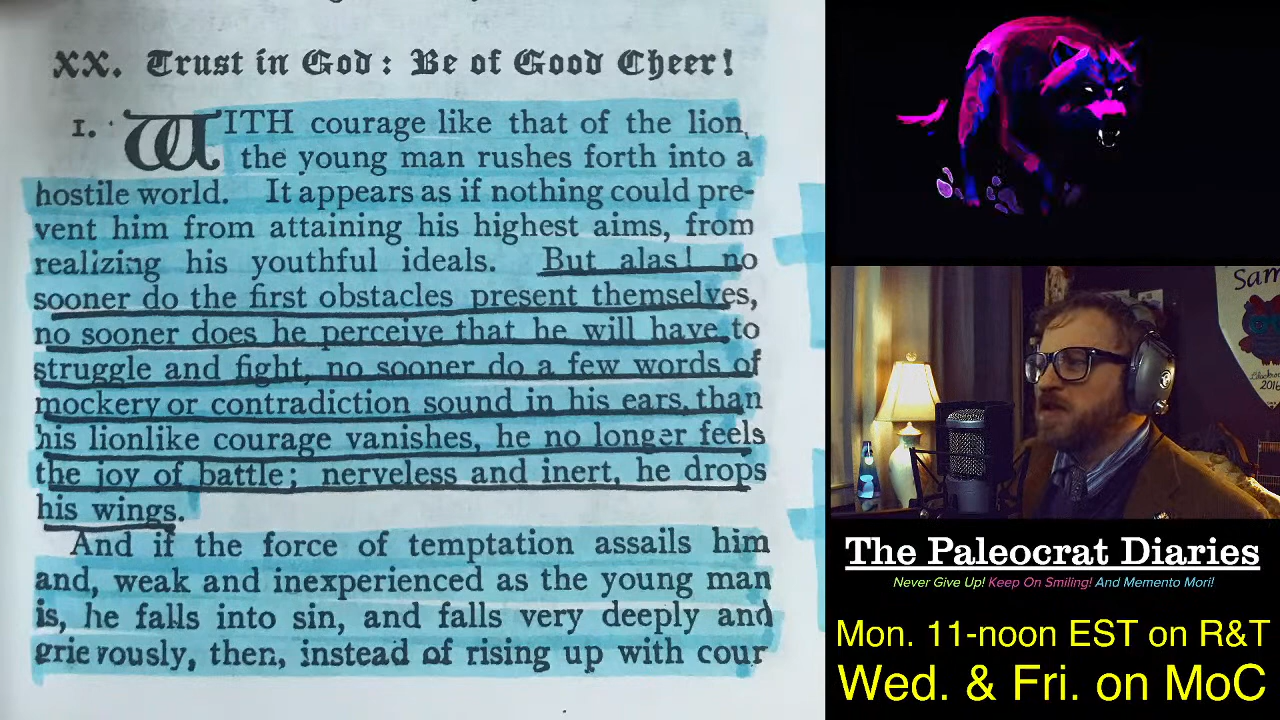 XX. Trust in God: Be of Good Cheer!
1. WITH courage like that of the lion,
the young man rushes forth into a
hostile world. It appears as if nothing could pre-
vent him from attaining his highest aims, from
realizing his youthful ideals. But alas! no
sooner do the first obstacles present themselves,
no sooner does he perceive that he will have to
struggle and fight, no sooner do a few words of
mockery or contradiction sound in his ears, than
his lionlike courage vanishes, he no longer feels
the joy of battle; nerveless and inert, he drops
his wings.
And if the force of temptation assails him
and, weak and inexperienced as the young man
is, he falls into sin, and falls very deeply and
grievously, then, instead of rising up with cour
Sam
2016
The Paleocrat Diaries
Never Give Up! Keep On Smiling! And Memento Mori!
Mon. 11-noon EST on R&T
Wed. & Fri. on MoC